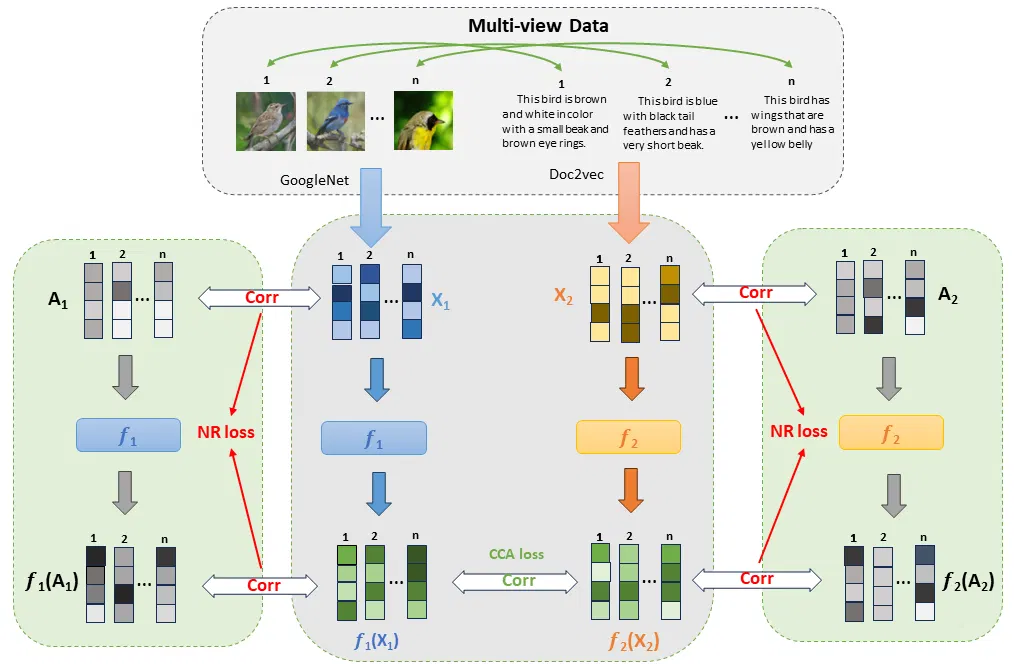 Multi-view Data
1
2
n
1
2
n
...
This bird is brown
and white in color
with a small beak and
brown eye rings.
This bird is blue
with black tail
feathers and has a
very short beak.
...
This bird has
wings that are
brown and has a
yellow belly
GoogleNet
Doc2vec
1
2
n
...
A₁
Corr
1
2
n
...
X₁
X₂
1
2
n
...
Corr
1
2
n
...
A₂
f₁
NR loss
f₁
f₂
NR loss
f₂
1
2
n
...
f₁(A₁)
Corr
1
2
n
...
f₁(X₁)
CCA loss
Corr
1
2
n
...
f₂(X₂)
Corr
1
2
n
...
f₂(A₂)